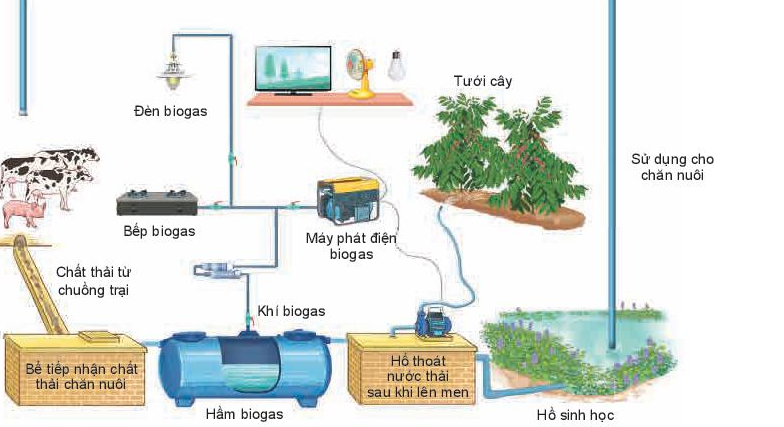 Đèn biogas
Tưới cây
Sử dụng cho
chăn nuôi
Bếp biogas
Máy phát điện
biogas
Chất thải từ
chuồng trại
Khí biogas
Bể tiếp nhận chất
thải chăn nuôi
Hố thoát
nước thải
sau khi lên men
Hầm biogas
Hồ sinh học